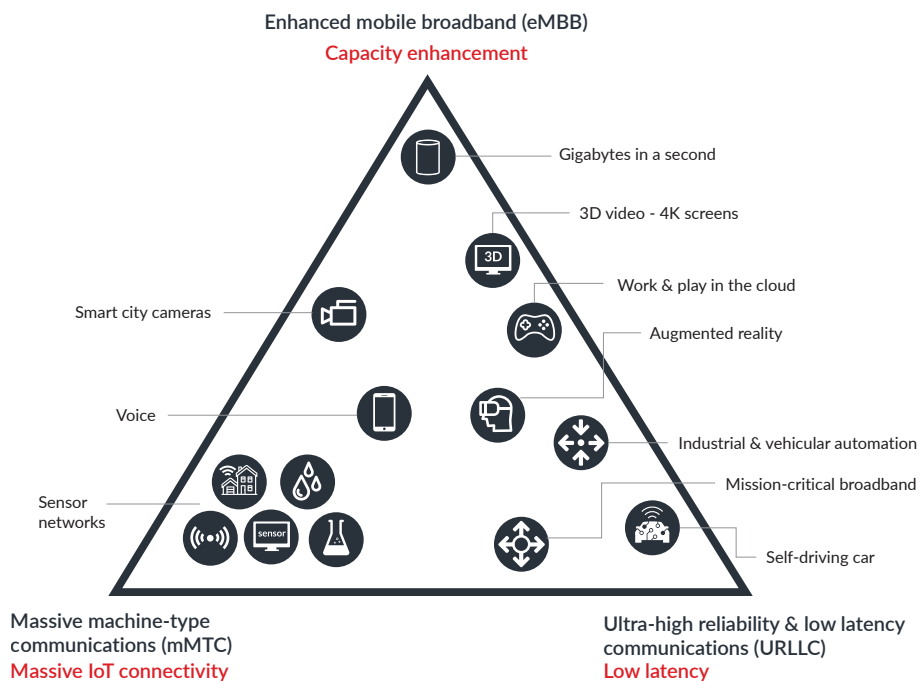 Enhanced mobile broadband (eMBB)
Capacity enhancement
Gigabytes in a second
3D video - 4K screens
3D
Work & play in the cloud
Smart city cameras
Augmented reality
Voice
Industrial & vehicular automation
Mission-critical broadband
Sensor
networks
sensor
Self-driving car
Massive machine-type
communications (mMTC)
Massive IoT connectivity
Ultra-high reliability & low latency
communications (URLLC)
Low latency